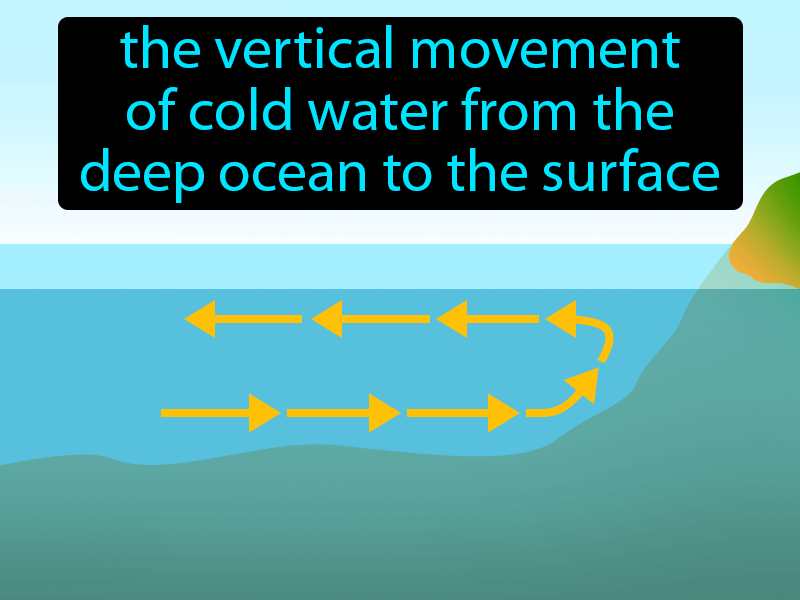 the vertical movement
of cold water from the
deep ocean to the surface